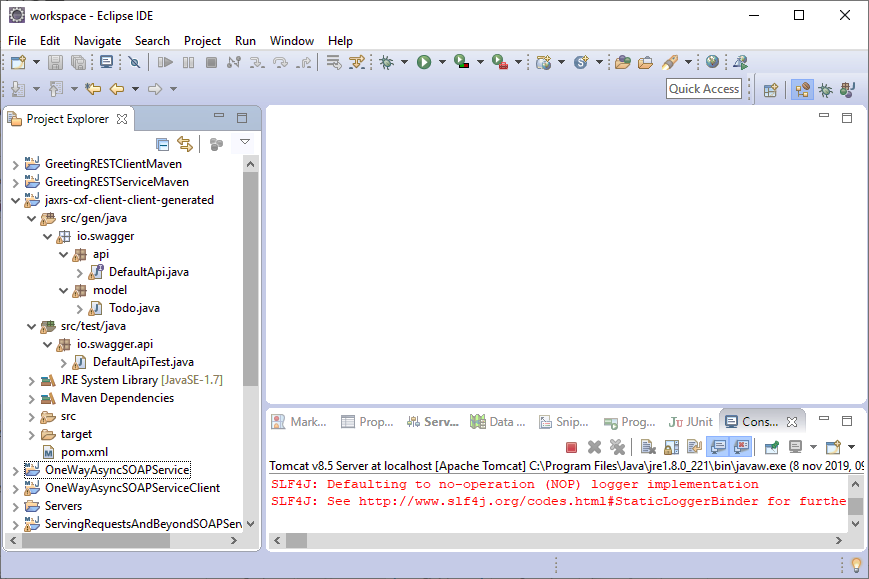 workspace - Eclipse IDE
File Edit Navigate Search Project Run Window Help
Quick Access
Project Explorer
GreetingRESTClientMaven
GreetingRESTServiceMaven
jaxrs-cxf-client-client-generated
src/gen/java
io.swagger
api
DefaultApi.java
model
Todo.java
src/test/java
io.swagger.api
DefaultApiTest.java
JRE System Library [JavaSE-1.7]
Maven Dependencies
src
target
pom.xml
OneWayAsyncSOAPService
OneWayAsyncSOAPServiceClient
Servers
ServingRequestsAndBeyondSOAPSer
Mark... Prop... Serv... Data ... Snip... Prog... JUnit Cons...
Tomcat v8.5 Server at localhost [Apache Tomcat] C:\Program Files\Java\jre1.8.0_221\bin\javaw.exe (8 nov 2019, 09
SLF4J: Defaulting to no-operation (NOP) logger implementation
SLF4J: See http://www.slf4j.org/codes.html#StaticLoggerBinder for furthe